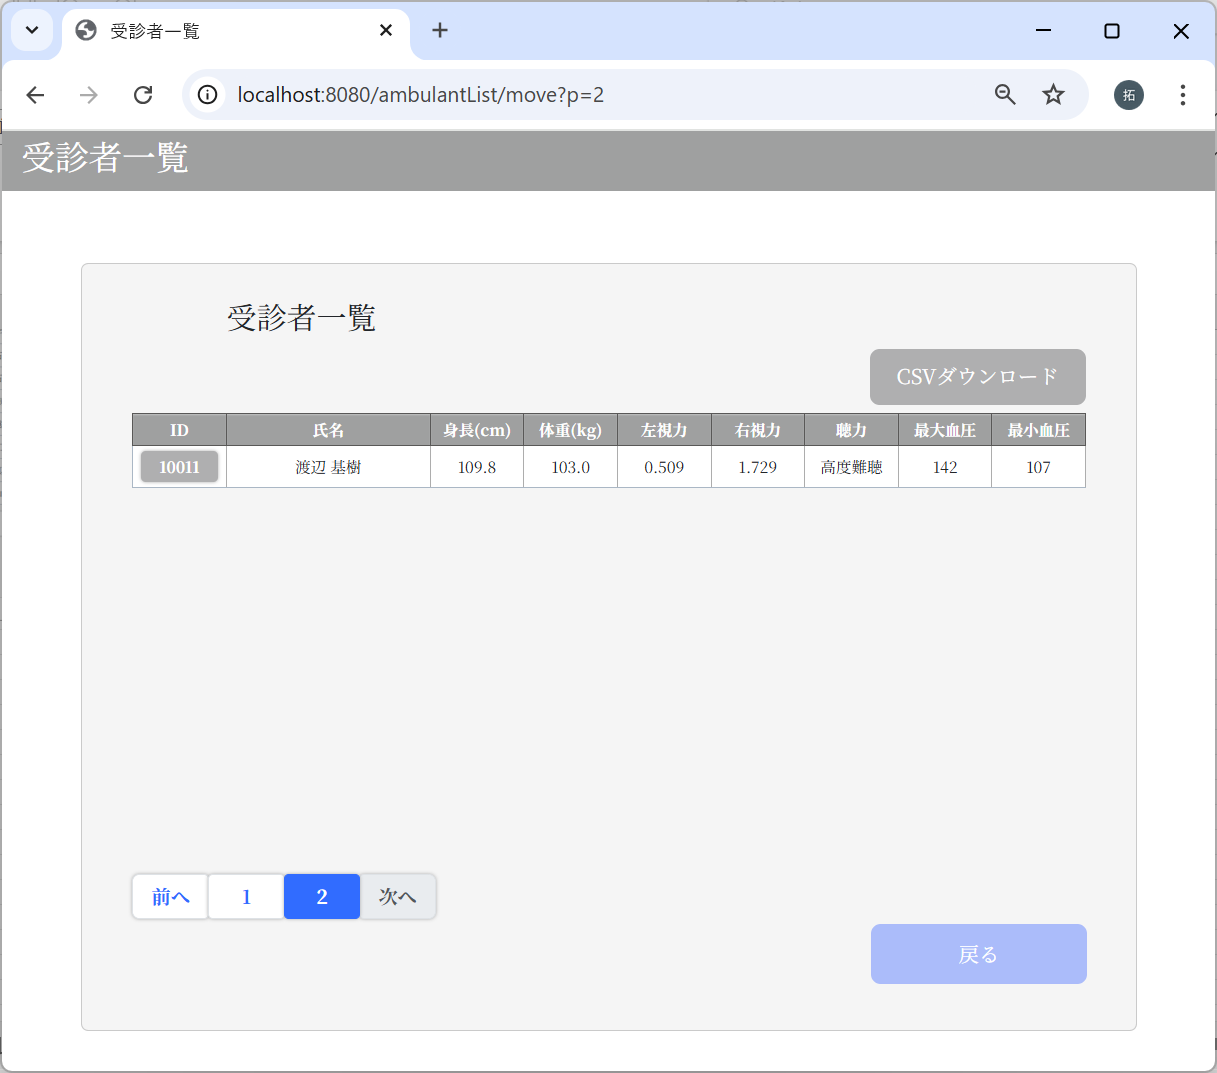 受診者一覧
localhost:8080/ambulantList/move?p=2
拓
受診者一覧
受診者一覧
CSVダウンロード
ID 氏名 身長(cm) 体重(kg) 左視力 右視力 聴力 最大血圧 最小血圧
10011 渡辺 基樹 109.8 103.0 0.509 1.729 高度難聴 142 107
前へ 1 2 次へ
戻る